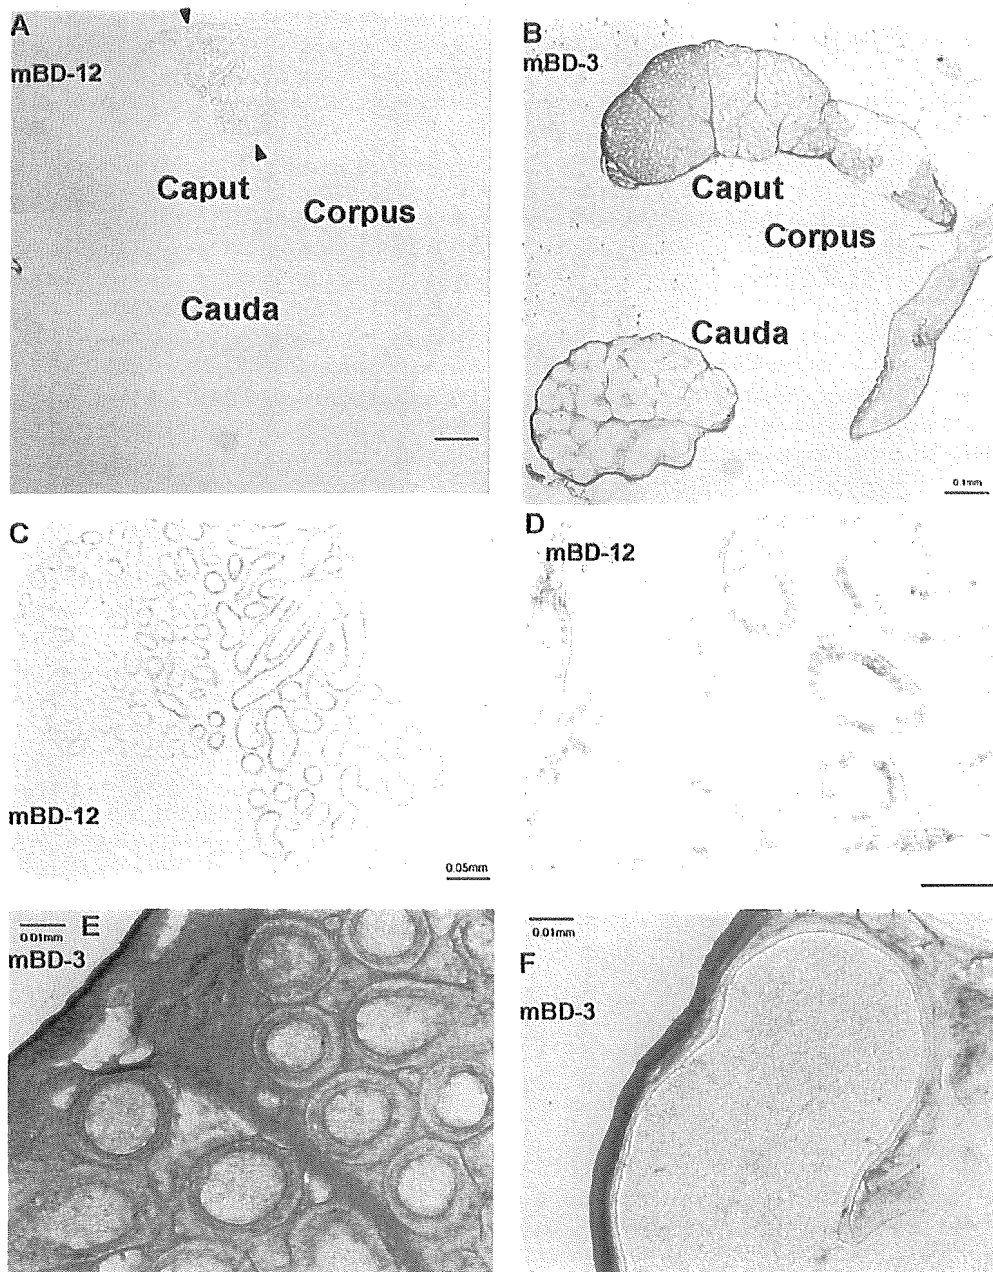 A
mBD-12
Caput
Corpus
Cauda
B
mBD-3
Caput
Corpus
Cauda
0.1mm
C
mBD-12
0.05mm
D
mBD-12
E
0.01mm
mBD-3
0.01mm
F
mBD-3